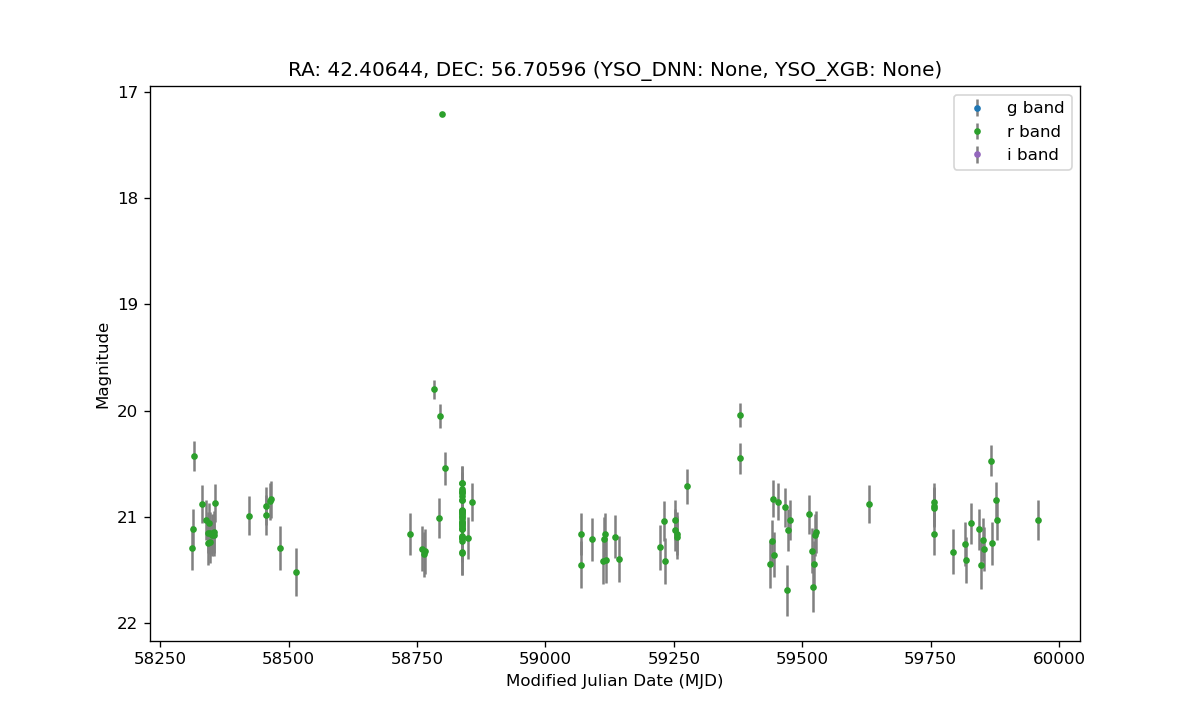 RA: 42.40644, DEC: 56.70596 (YSO_DNN: None, YSO_XGB: None)
17
18
19
20
21
22
Magnitude
g band
r band
i band
58250 58500 58750 59000 59250 59500 59750 60000
Modified Julian Date (MJD)